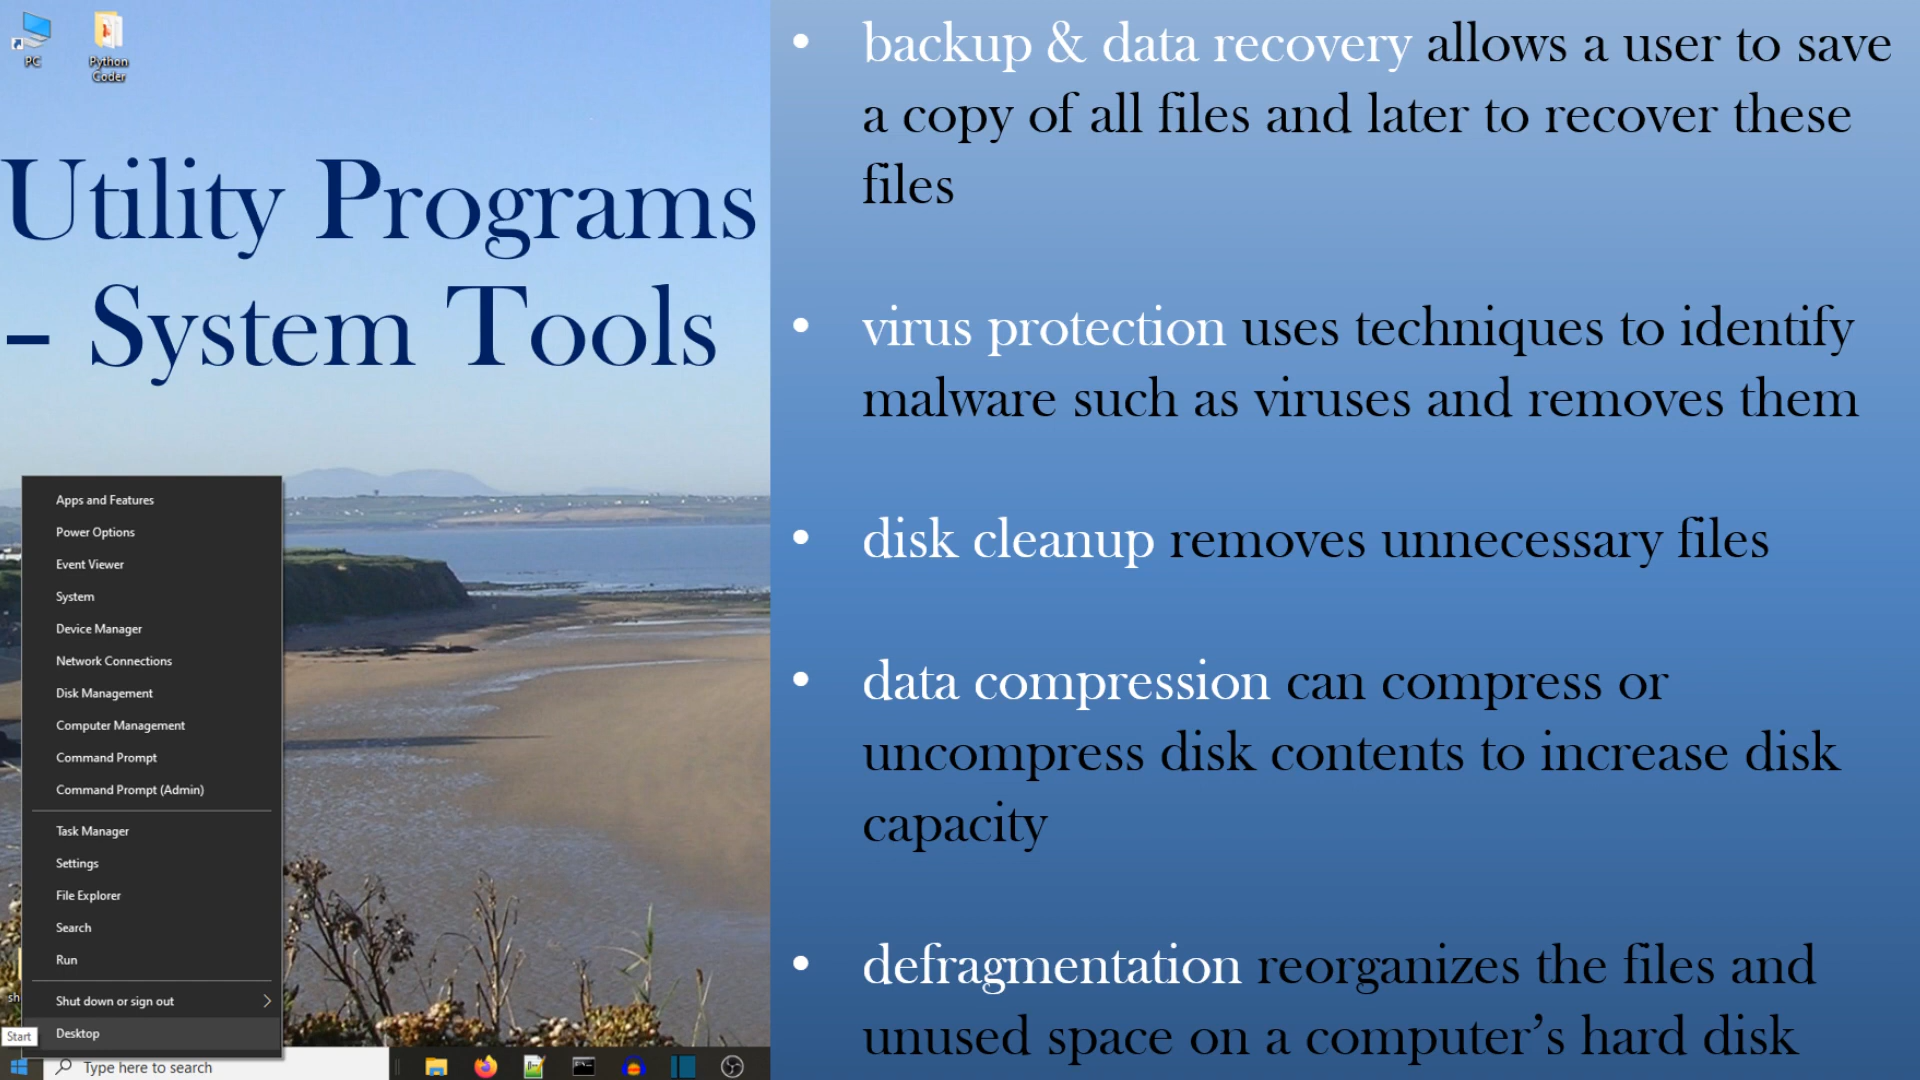 PC
Python
Coder
Utility Programs
– System Tools
Apps and Features
Power Options
Event Viewer
System
Device Manager
Network Connections
Disk Management
Computer Management
Command Prompt
Command Prompt (Admin)
Task Manager
Settings
File Explorer
Search
Run
Shut down or sign out
Desktop
sh
Start
Type here to search
• backup & data recovery allows a user to save
a copy of all files and later to recover these
files
• virus protection uses techniques to identify
malware such as viruses and removes them
• disk cleanup removes unnecessary files
• data compression can compress or
uncompress disk contents to increase disk
capacity
• defragmentation reorganizes the files and
unused space on a computer’s hard disk